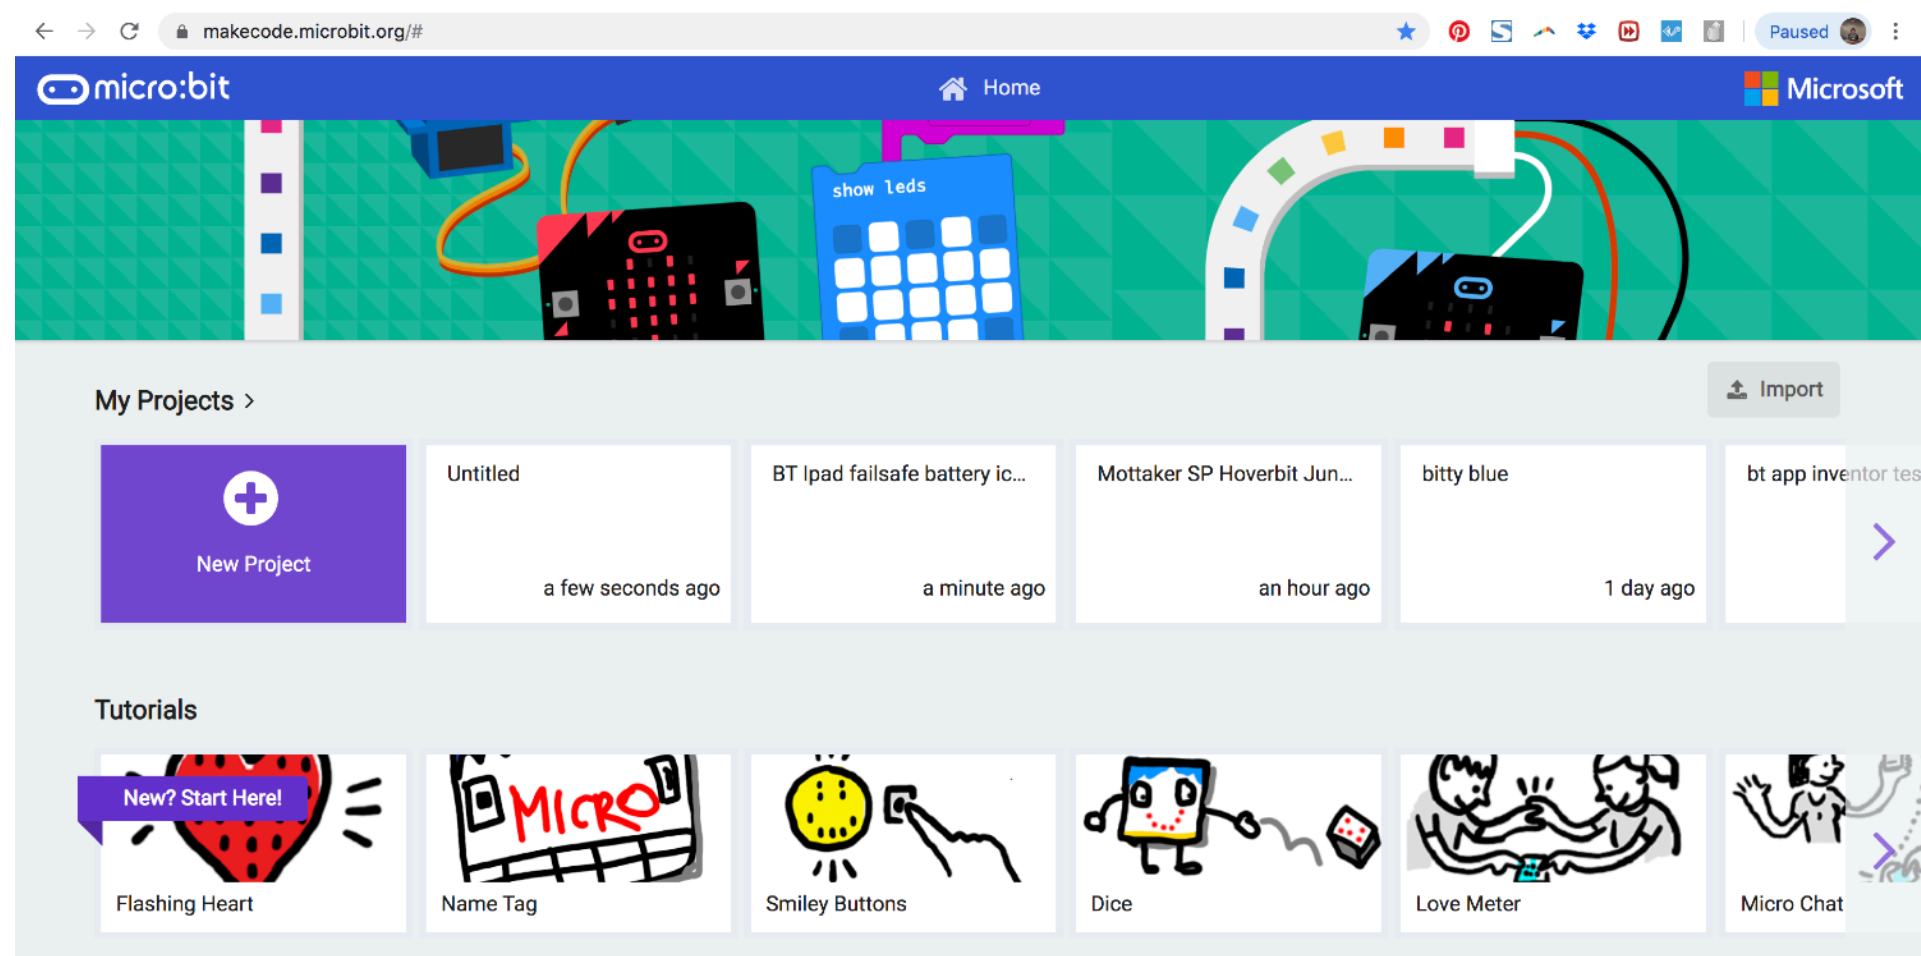 makecode.microbit.org/#
Paused
micro:bit
Home
Microsoft
show leds
My Projects >
Import
New Project
Untitled
a few seconds ago
BT Ipad failsafe battery ic...
a minute ago
Mottaker SP Hoverbit Jun...
an hour ago
bitty blue
1 day ago
bt app inventor tes
Tutorials
New? Start Here!
MICRO
Flashing Heart
Name Tag
Smiley Buttons
Dice
Love Meter
Micro Chat